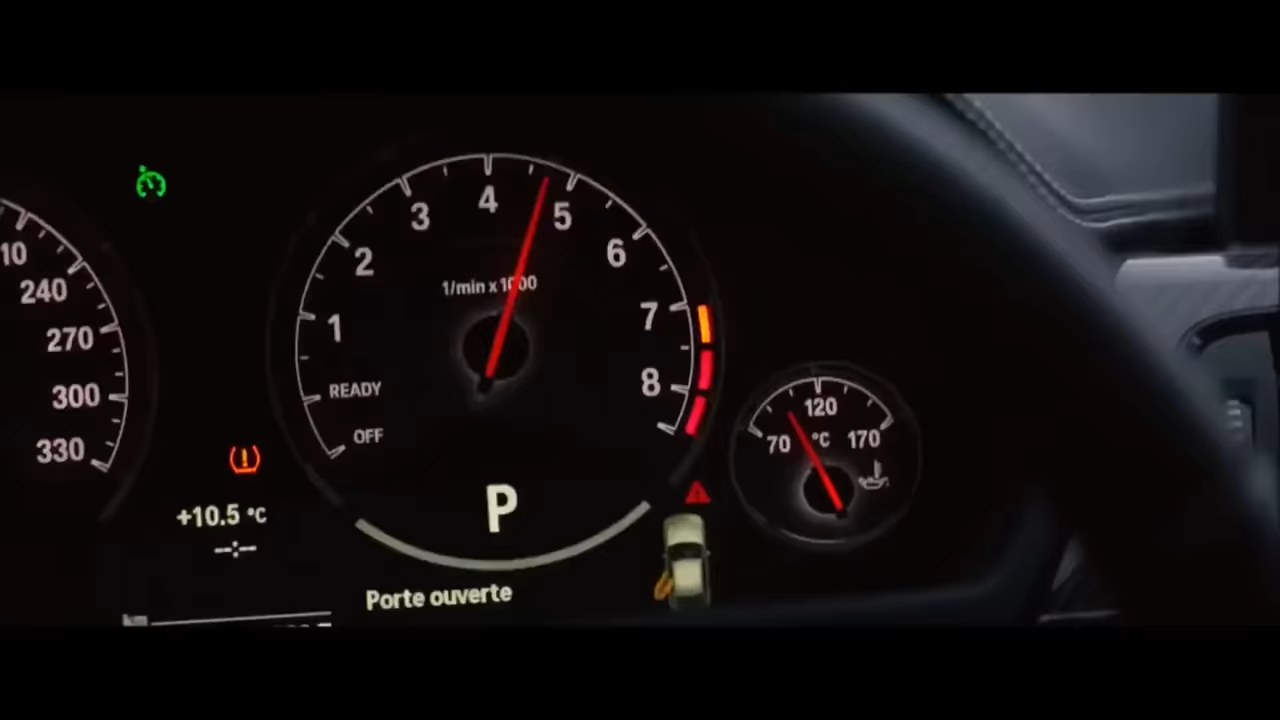 10
240
270
300
330
+10.5 °C
--:--
OFF
READY
1
2
3
4
5
6
7
8
1/min x 1000
P
Porte ouverte
70
120
170
°C